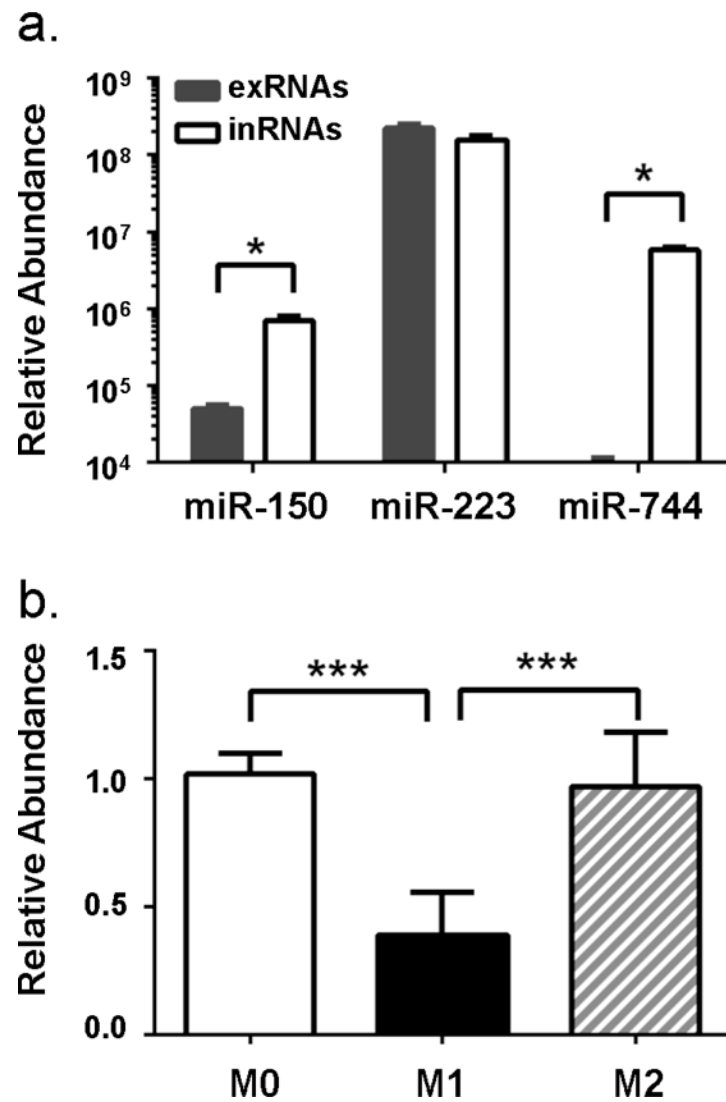 a.
Relative Abundance
10⁹
10⁸
10⁷
10⁶
10⁵
10⁴
exRNAs
inRNAs
*
*
miR-150 miR-223 miR-744
b.
Relative Abundance
1.5
1.0
0.5
0.0
*** ***
M0 M1 M2